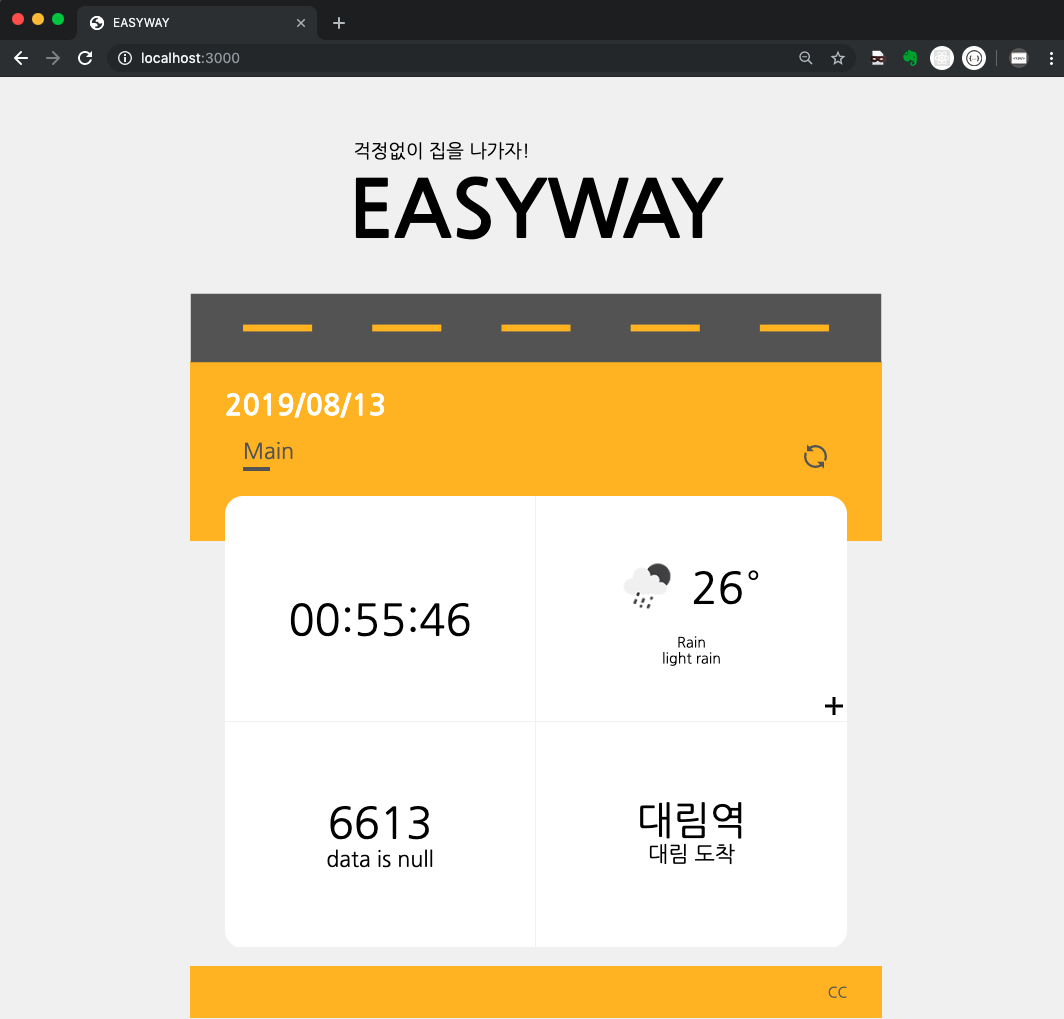 EASYWAY
localhost:3000
걱정없이 집을 나가자!
EASYWAY
2019/08/13
Main
00:55:46
26°
Rain
light rain
+
6613
data is null
대림역
대림 도착
CC